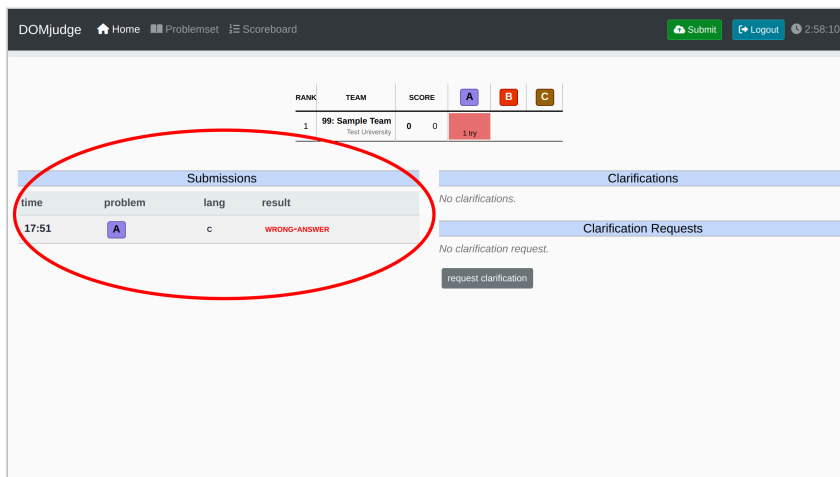 DOMjudge Home Problemset Scoreboard Submit Logout 2:58:10
RANK TEAM SCORE A B C
1 99: Sample Team 0 0
Test University 1 try
Submissions
time problem lang result
17:51 A C WRONG-ANSWER
Clarifications
No clarifications.
Clarification Requests
No clarification request.
request clarification